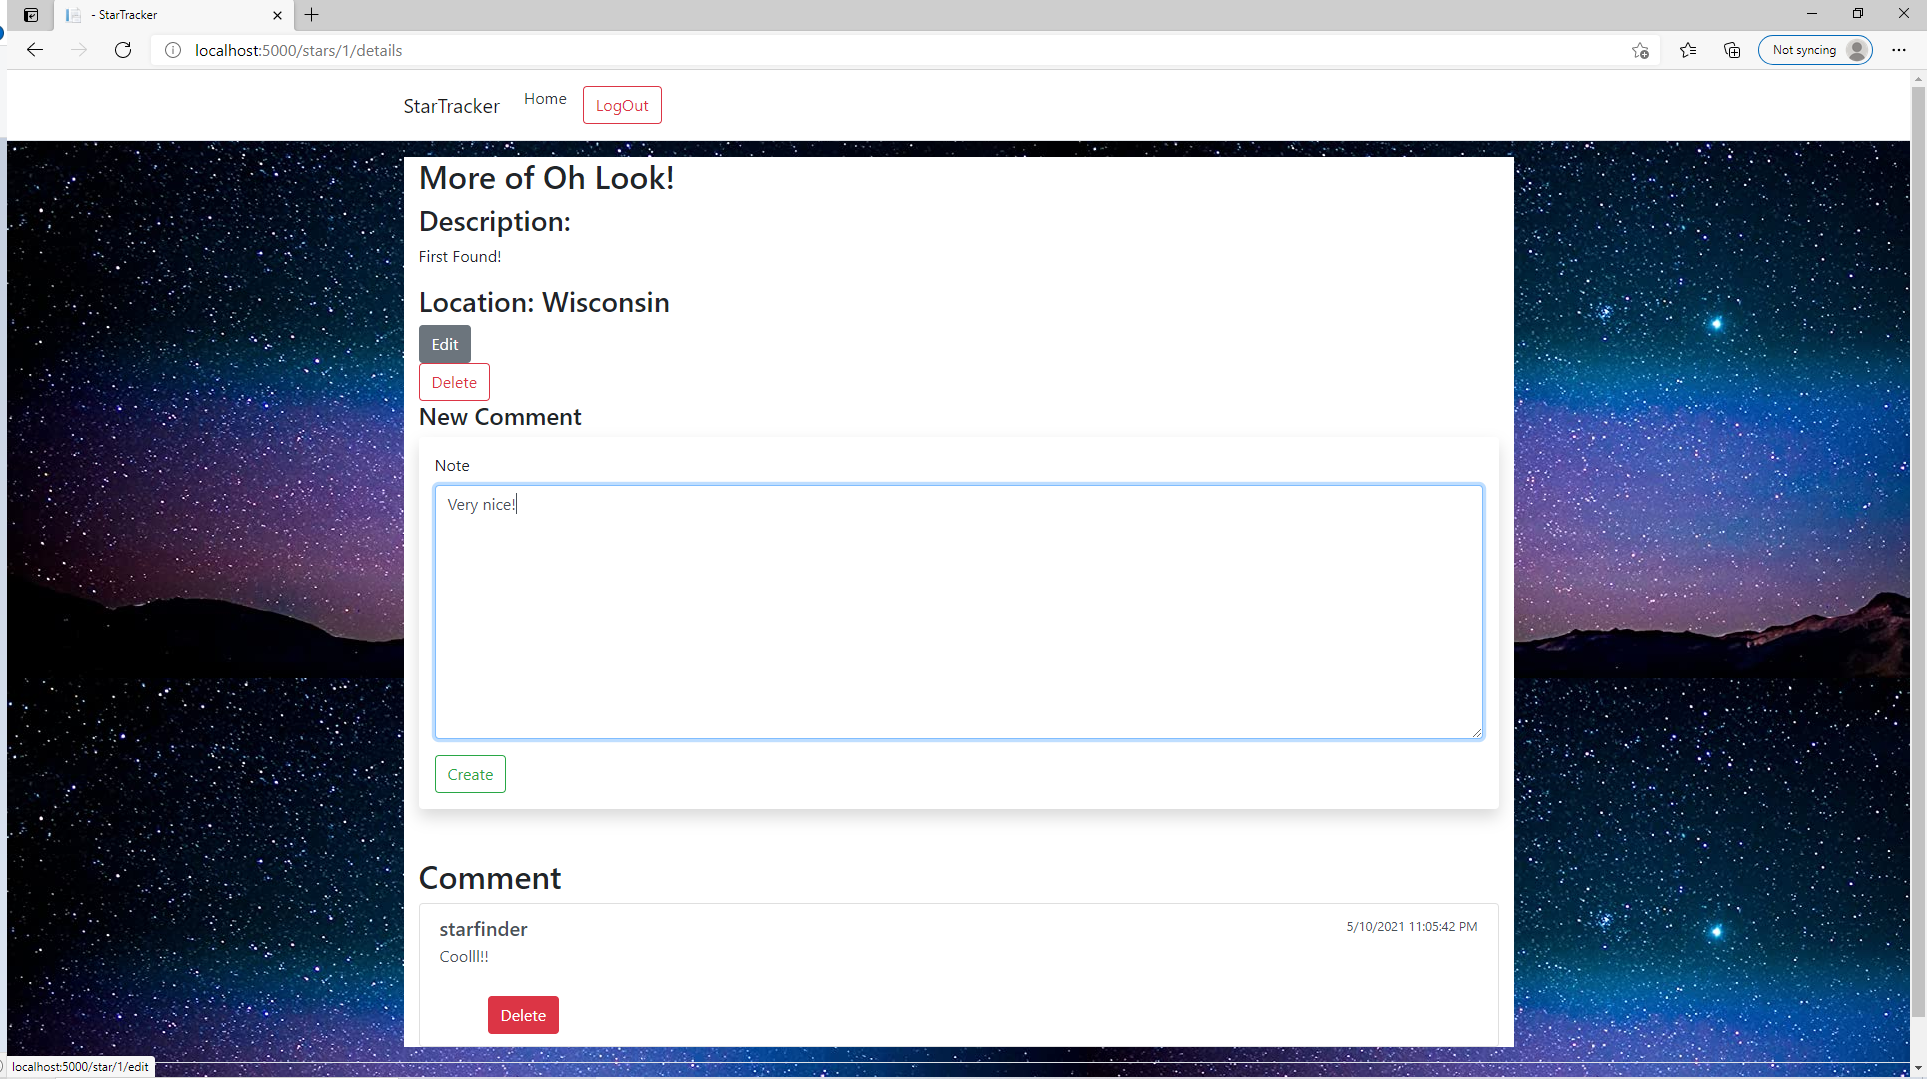 - StarTracker
localhost:5000/stars/1/details
Not syncing
StarTracker Home LogOut
More of Oh Look!
Description:
First Found!
Location: Wisconsin
Edit
Delete
New Comment
Note
Very nice!
Create
Comment
starfinder 5/10/2021 11:05:42 PM
Coolll!!
Delete
localhost:5000/star/1/edit